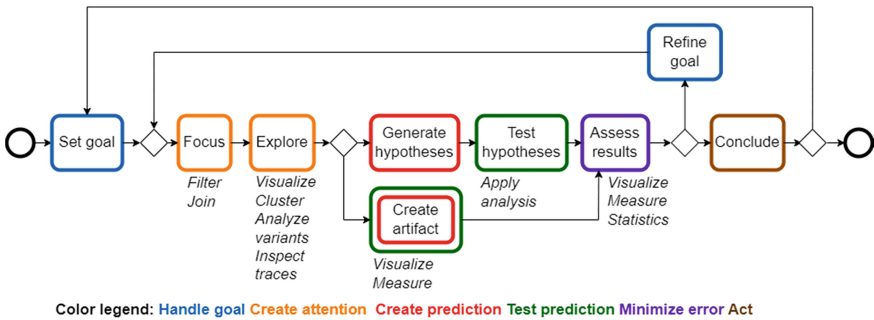 Refine
goal
Set goal
Focus
Explore
Generate
hypotheses
Test
hypotheses
Assess
results
Conclude
Filter
Join
Visualize
Cluster
Analyze
variants
Inspect
traces
Apply
analysis
Visualize
Measure
Statistics
Create
artifact
Visualize
Measure
Color legend: Handle goal Create attention Create prediction Test prediction Minimize error Act